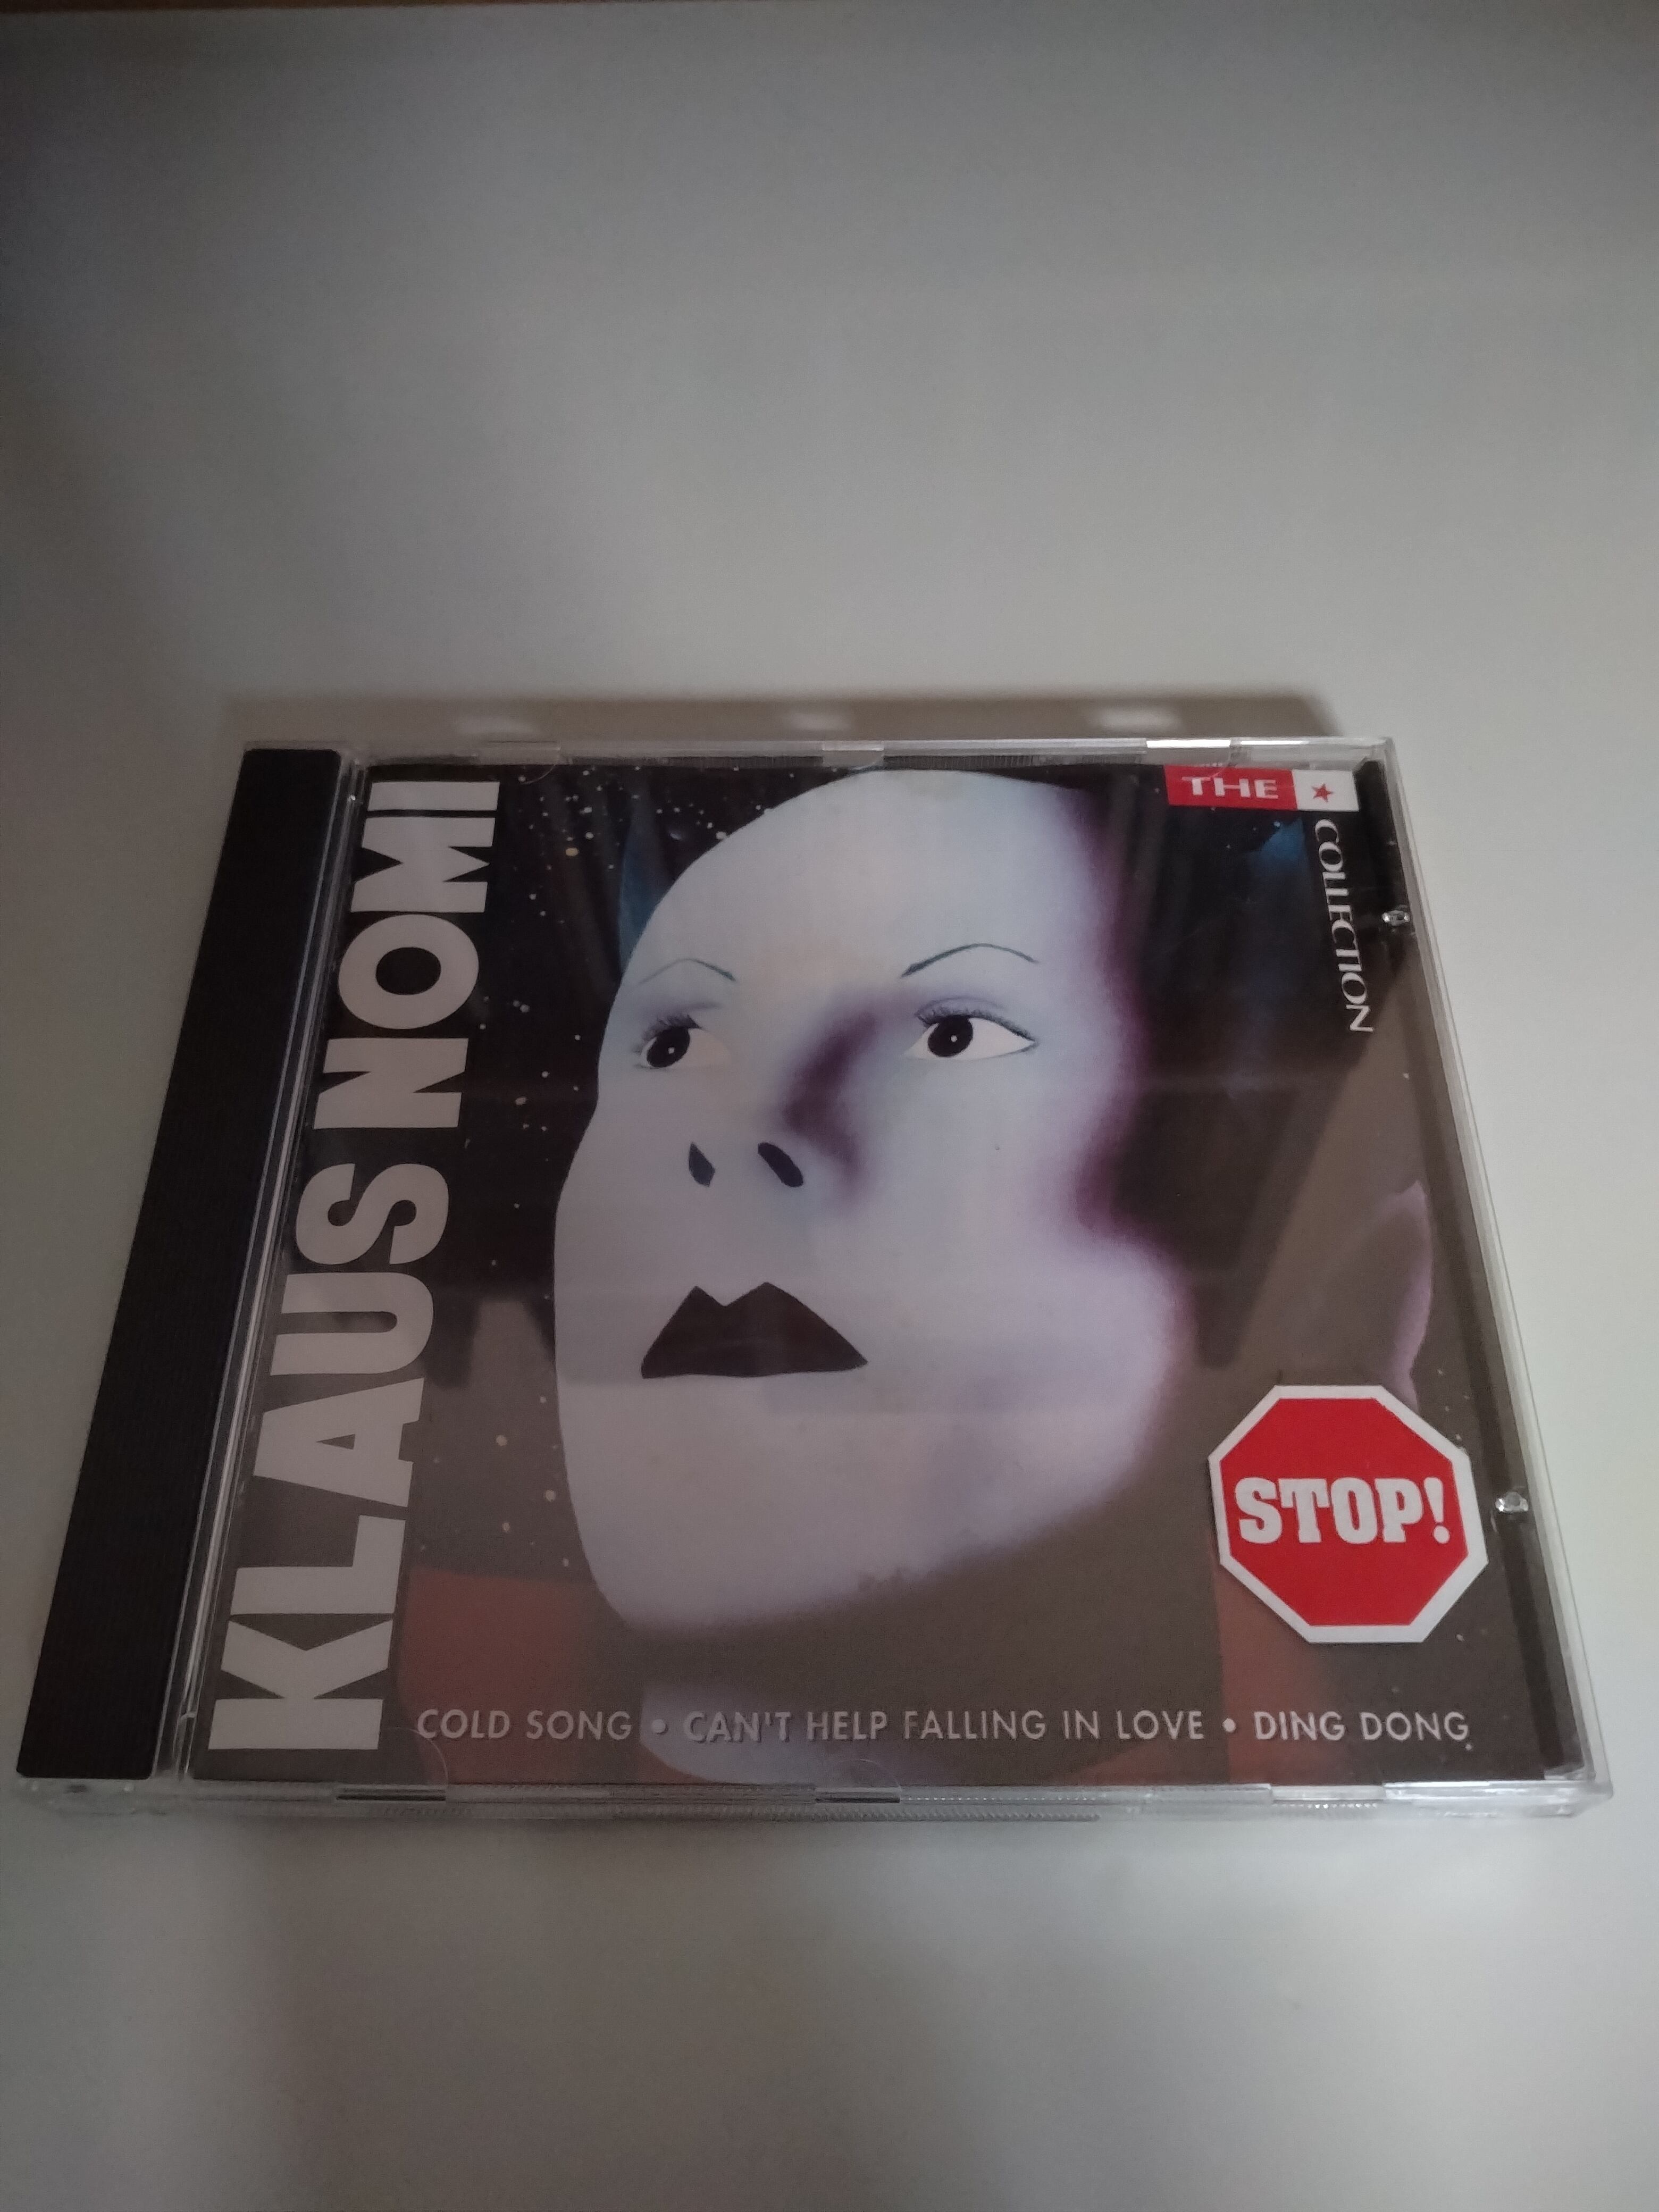 KLAUS NOMI
THE
COLLECTION
STOP!
COLD SONG • CAN'T HELP FALLING IN LOVE • DING DONG